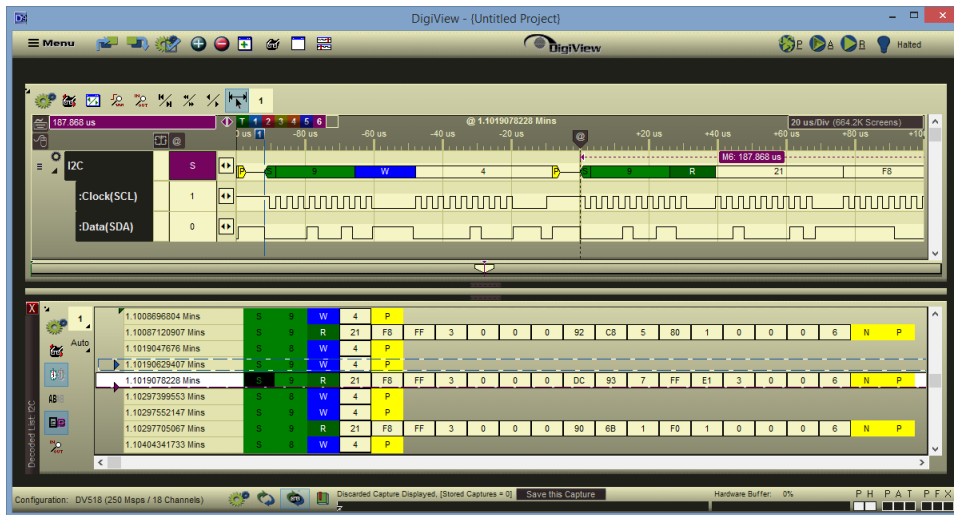 DigiView - {Untitled Project}
Menu DigiView P A R Halted
1
187.868 us T 1 2 3 4 5 6 @ 1.1019078228 Mins 20 us/Div (664.2K Screens)
@ us 1 -80 us -60 us -40 us -20 us @ +20 us +40 us +60 us +80 us +10
M6: 187.868 us
I2C S P S 9 W 4 P S 9 R 21 F8
:Clock(SCL) 1
:Data(SDA) 0
Decoded List: I2C
1
Auto
1.1008696804 Mins S 9 W 4 P
1.10087120907 Mins S 9 R 21 F8 FF 3 0 0 0 92 C8 5 80 1 0 0 0 6 N P
1.1019047676 Mins S 8 W 4 P
1.10190629407 Mins S 9 W 4 P
1.1019078228 Mins S 9 R 21 F8 FF 3 0 0 0 DC 93 7 FF E1 3 0 0 6 N P
1.10297399553 Mins S 8 W 4 P
1.10297552147 Mins S 9 W 4 P
1.10297705067 Mins S 9 R 21 F8 FF 3 0 0 0 90 6B 1 F0 1 0 0 0 6 N P
1.10404341733 Mins S 8 W 4 P
Configuration: DV518 (250 Msps / 18 Channels) Discarded Capture Displayed, [Stored Captures = 0] Save this Capture Hardware Buffer: 0% P H P A T P F X